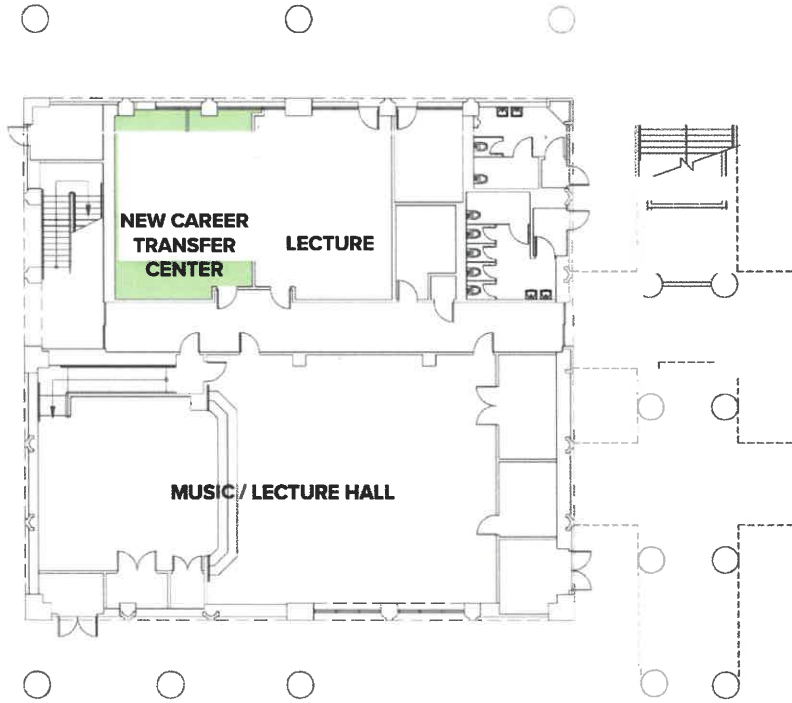 NEW CAREER
TRANSFER
CENTER
LECTURE
MUSIC / LECTURE HALL